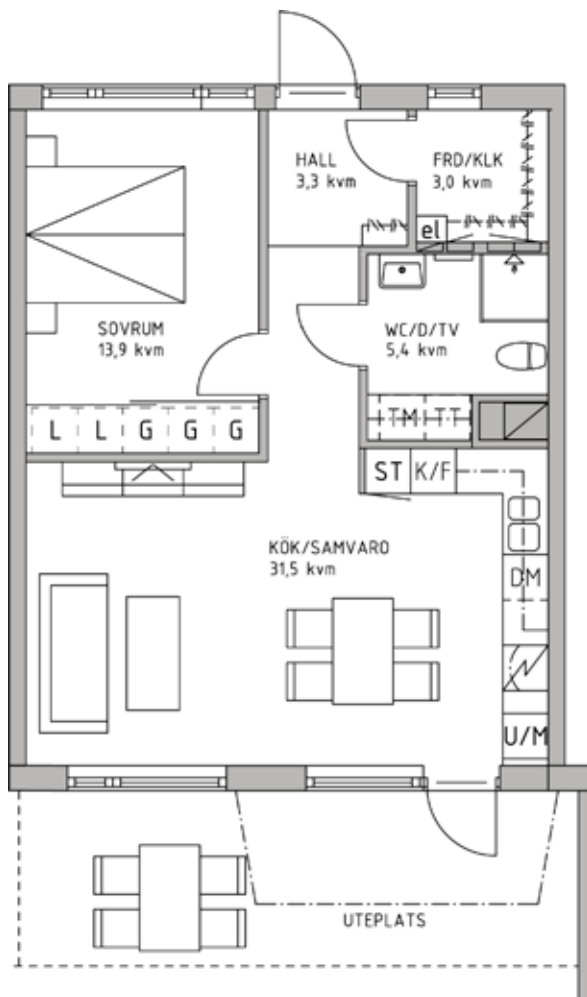 HALL
3,3 kvm
FRD/KLK
3,0 kvm
el
SOVRUM
13,9 kvm
WC/D/TV
5,4 kvm
L L G G G
TM TT
ST K/F
KÖK/SAMVARO
31,5 kvm
DM
U/M
UTEPLATS